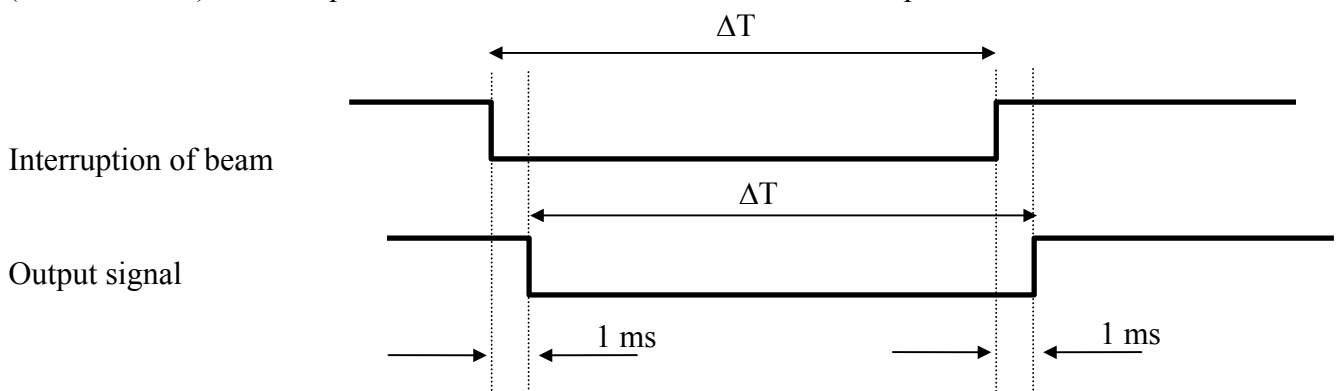 ΔT
Interruption of beam
ΔT
Output signal
1 ms
1 ms